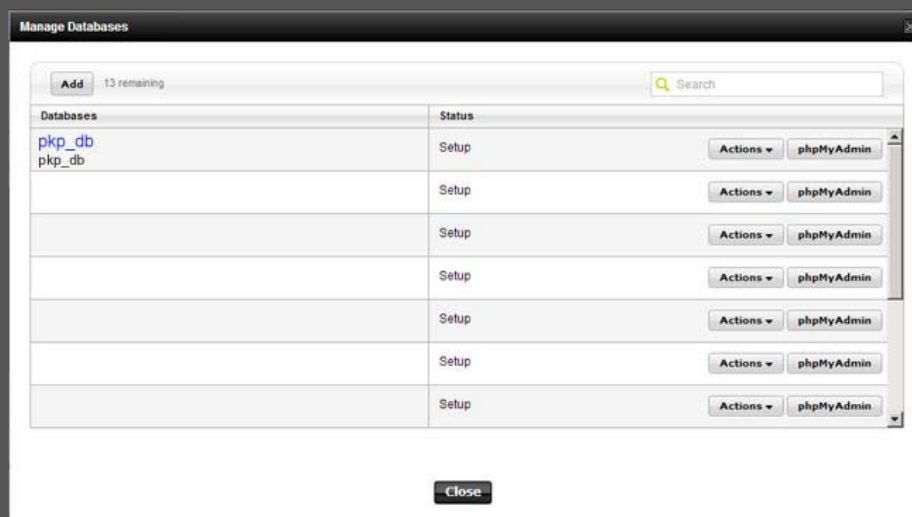 Manage Databases
Add 13 remaining Search
Databases Status
pkp_db
pkp_db
Setup Actions phpMyAdmin
Setup Actions phpMyAdmin
Setup Actions phpMyAdmin
Setup Actions phpMyAdmin
Setup Actions phpMyAdmin
Setup Actions phpMyAdmin
Setup Actions phpMyAdmin
Close